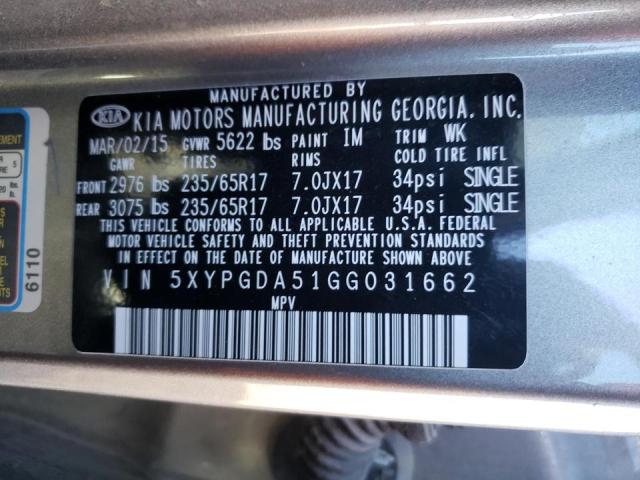 MANUFACTURED BY
KIA KIA MOTORS MANUFACTURING GEORGIA, INC.
MAR/02/15 GVWR 5622 lbs PAINT IM TRIM WK
GAWR TIRES RIMS COLD TIRE INFL
FRONT 2976 lbs 235/65R17 7.0JX17 34psi SINGLE
REAR 3075 lbs 235/65R17 7.0JX17 34psi SINGLE
THIS VEHICLE CONFORMS TO ALL APPLICABLE U.S.A. FEDERAL
MOTOR VEHICLE SAFETY AND THEFT PREVENTION STANDARDS
IN EFFECT ON THE DATE OF MANUFACTURE SHOWN ABOVE.
VIN 5XYPGDA51GG031662
MPV
6110